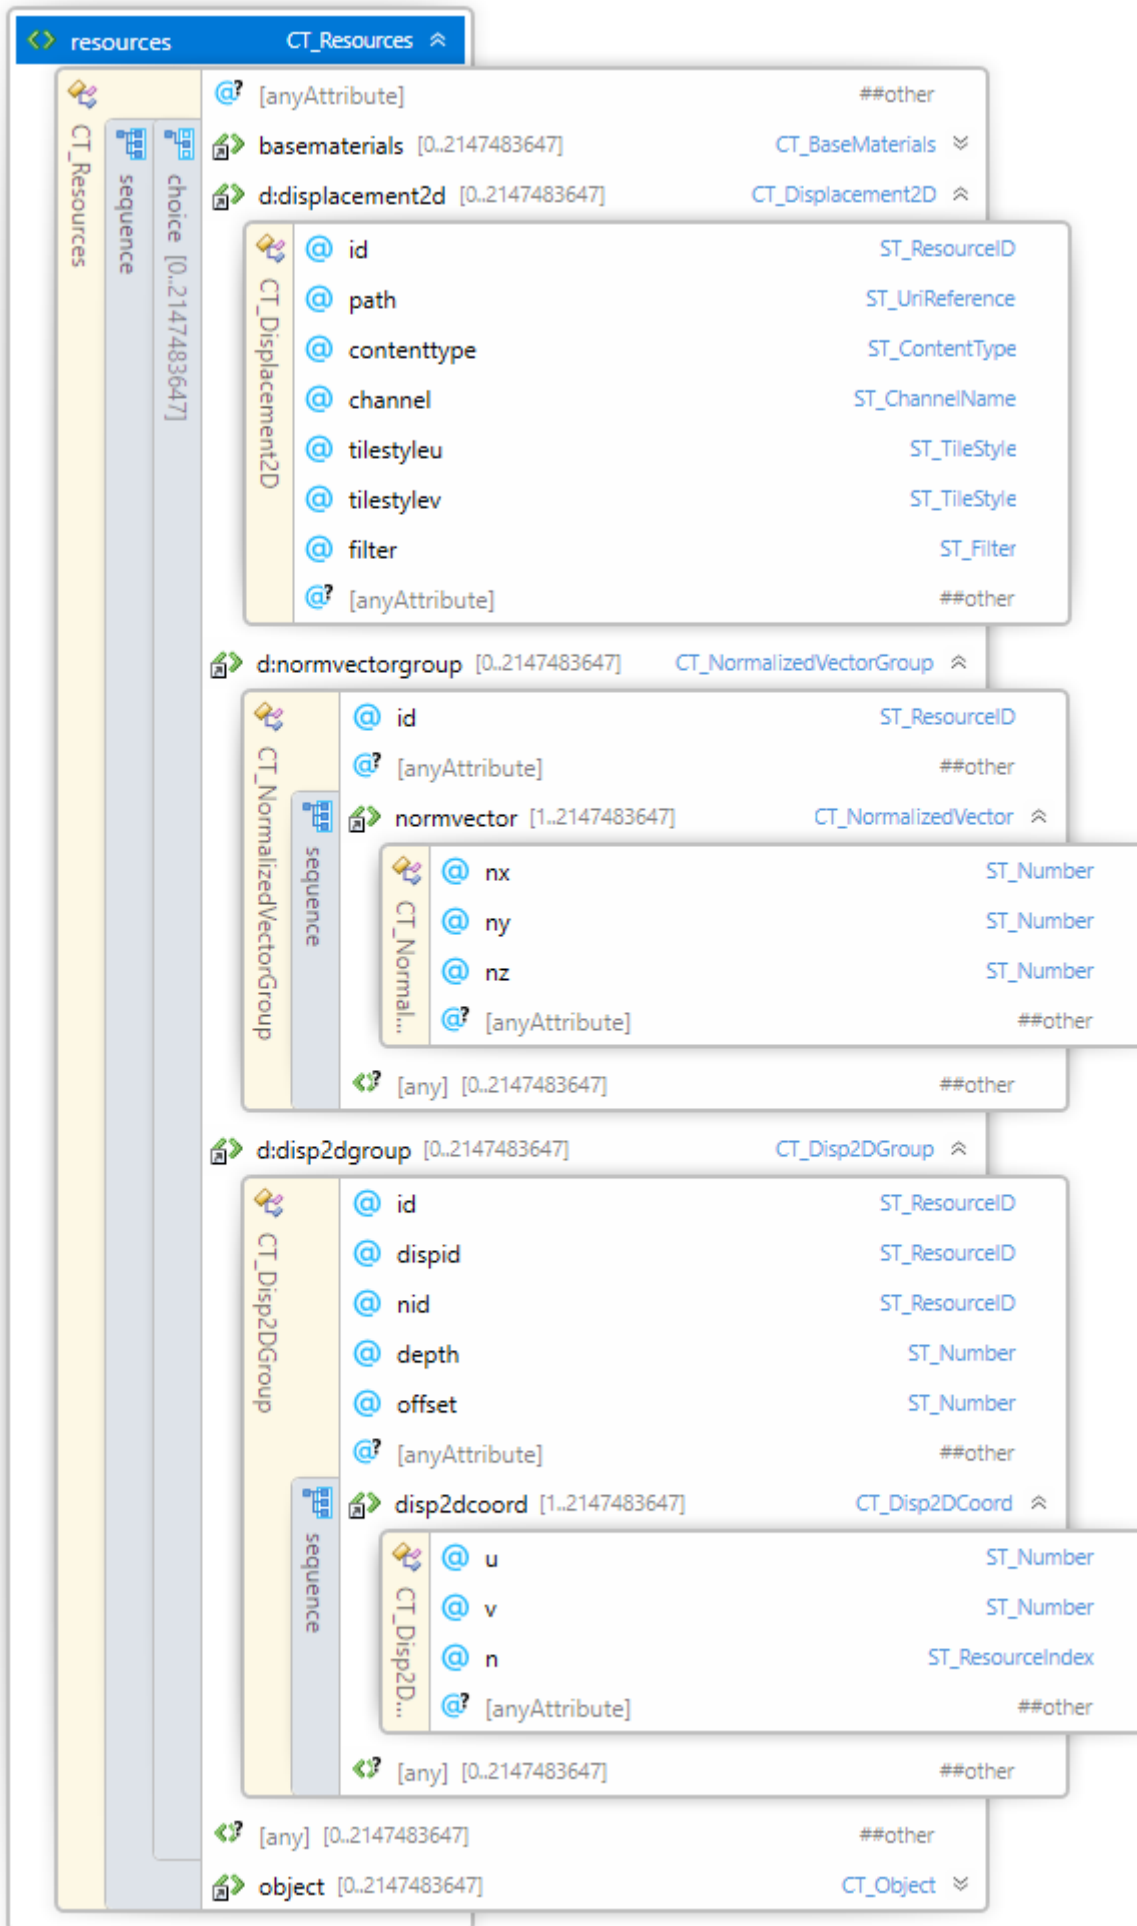 resources CT_Resources
CT_Resources
sequence
choice [0..2147483647]
[anyAttribute] ##other
basematerials [0..2147483647] CT_BaseMaterials
d:displacement2d [0..2147483647] CT_Displacement2D
CT_Displacement2D
id ST_ResourceID
path ST_UriReference
contenttype ST_ContentType
channel ST_ChannelName
tilestyleu ST_TileStyle
tilestylev ST_TileStyle
filter ST_Filter
[anyAttribute] ##other
d:normvectorgroup [0..2147483647] CT_NormalizedVectorGroup
CT_NormalizedVectorGroup
id ST_ResourceID
[anyAttribute] ##other
sequence
normvector [1..2147483647] CT_NormalizedVector
CT_Normal...
nx ST_Number
ny ST_Number
nz ST_Number
[anyAttribute] ##other
[any] [0..2147483647] ##other
d:disp2dgroup [0..2147483647] CT_Disp2DGroup
CT_Disp2DGroup
id ST_ResourceID
dispid ST_ResourceID
nid ST_ResourceID
depth ST_Number
offset ST_Number
[anyAttribute] ##other
sequence
disp2dcoord [1..2147483647] CT_Disp2DCoord
CT_Disp2D...
u ST_Number
v ST_Number
n ST_ResourceIndex
[anyAttribute] ##other
[any] [0..2147483647] ##other
[any] [0..2147483647] ##other
object [0..2147483647] CT_Object